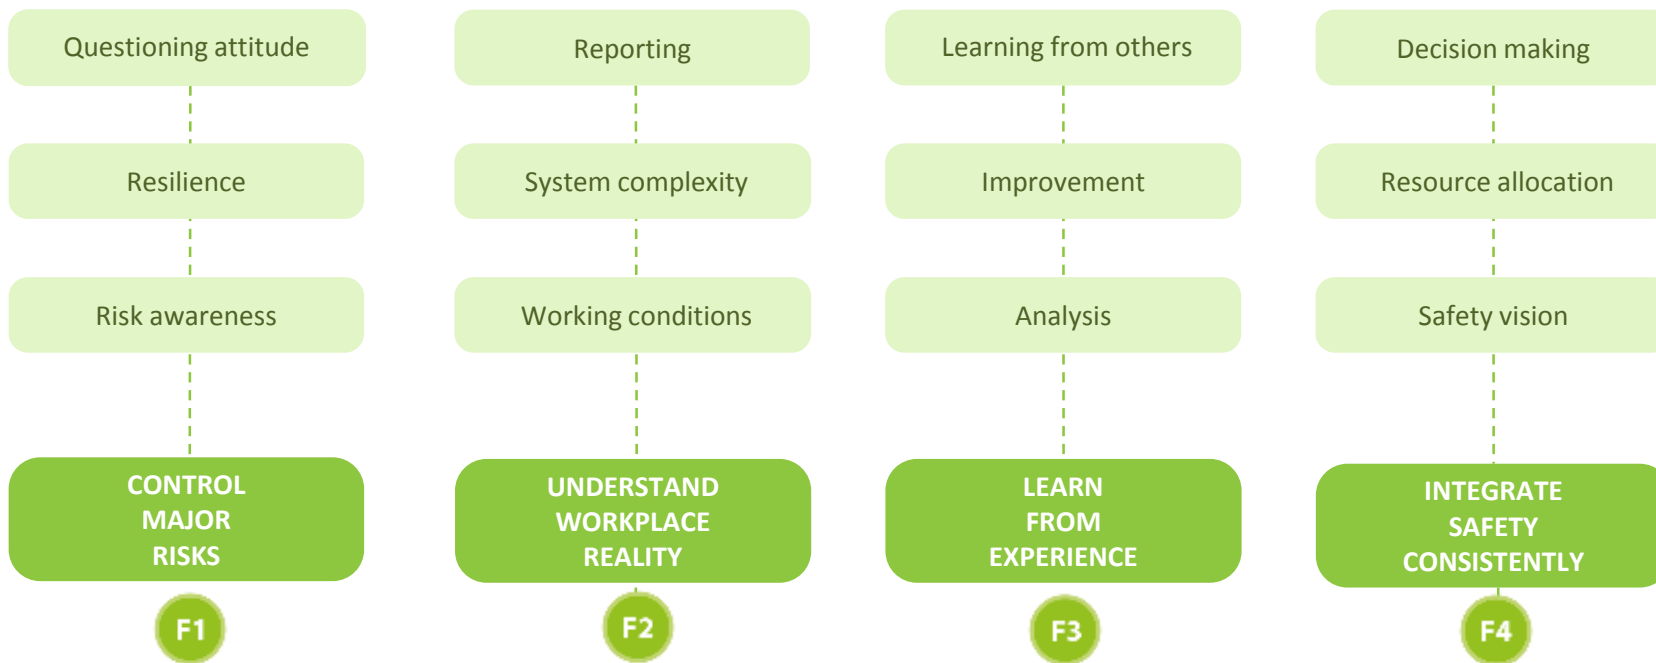 Questioning attitude
Reporting
Learning from others
Decision making
Resilience
System complexity
Improvement
Resource allocation
Risk awareness
Working conditions
Analysis
Safety vision
CONTROL
MAJOR
RISKS
UNDERSTAND
WORKPLACE
REALITY
LEARN
FROM
EXPERIENCE
INTEGRATE
SAFETY
CONSISTENTLY
F1
F2
F3
F4